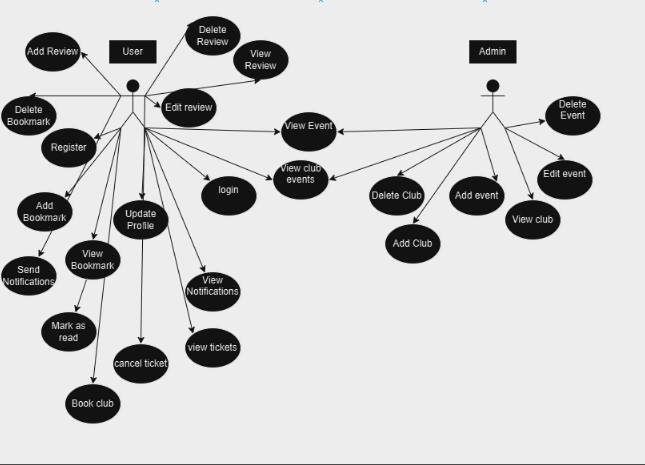 Delete
Review
Add Review
User
Admin
View
Review
Edit review
Delete
Event
Delete
Bookmark
View Event
Register
View club
events
Edit event
login
Delete Club
Add event
Add
Bookmark
Update
Profile
View club
Add Club
View
Bookmark
Send
Notifications
View
Notifications
Mark as
read
view tickets
cancel ticket
Book club